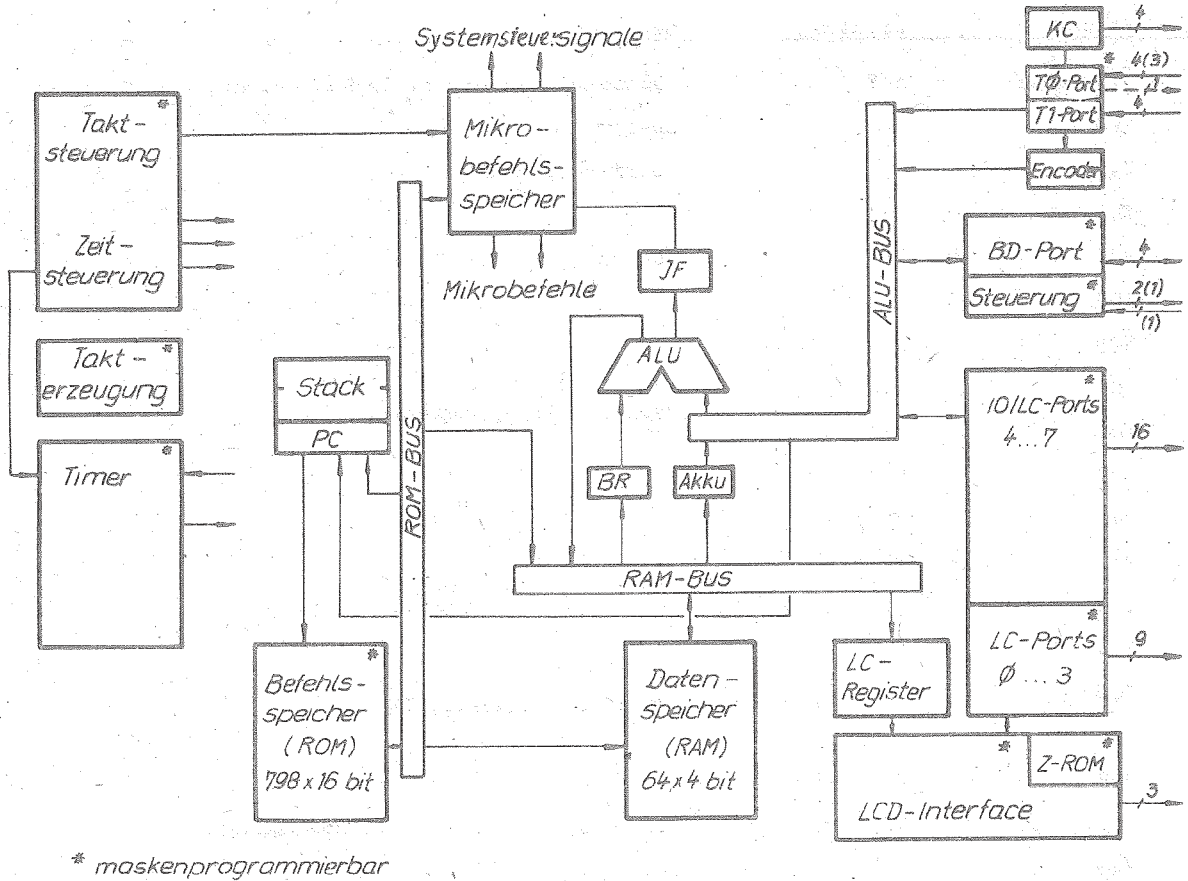 Systemsteuersignale
KC
4
*
T∅-Port
4(3)
1
T1-Port
4
Encoder
*
Takt-
steuerung
Zeit-
steuerung
Mikro-
befehls-
speicher
Mikrobefehle
JF
ALU
ALU-BUS
*
BD-Port
4
*
Steuerung
2(1)
(1)
*
Takt-
erzeugung
Stack
PC
ROM-BUS
BR
Akku
*
IO/LC-Ports
4...7
16
*
Timer
RAM-BUS
*
LC-Ports
∅...3
9
*
Befehls-
speicher
(ROM)
798 x 16 bit
Daten-
speicher
(RAM)
64 x 4 bit
LC-
Register
*
*
Z-ROM
LCD-Interface
3
* maskenprogrammierbar